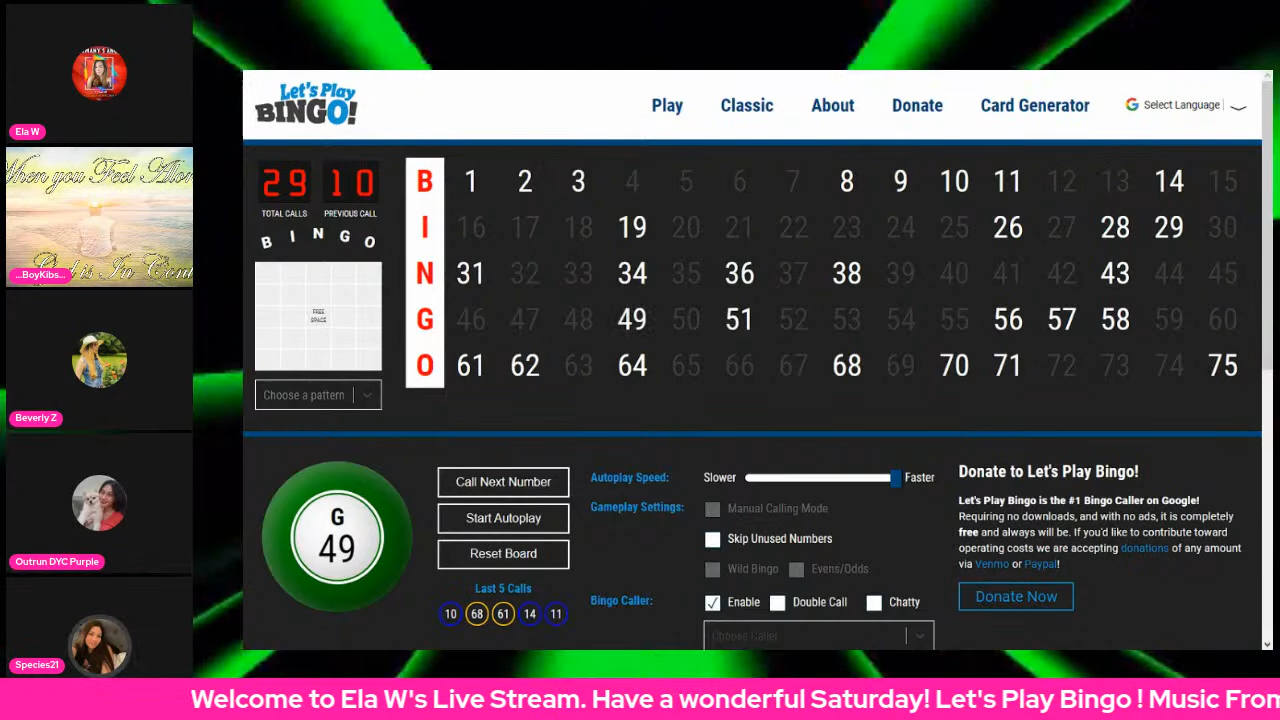 Ela W
When you Feel Alon
God is In Cont
...BoyKibs...
Beverly Z
Outrun DYC Purple
Species21
Let's Play
BINGO!
Play Classic About Donate Card Generator Select Language
29 10
TOTAL CALLS PREVIOUS CALL
B I N G O
FREE
SPACE
Choose a pattern
B 1 2 3 4 5 6 7 8 9 10 11 12 13 14 15
I 16 17 18 19 20 21 22 23 24 25 26 27 28 29 30
N 31 32 33 34 35 36 37 38 39 40 41 42 43 44 45
G 46 47 48 49 50 51 52 53 54 55 56 57 58 59 60
O 61 62 63 64 65 66 67 68 69 70 71 72 73 74 75
G
49
Call Next Number
Start Autoplay
Reset Board
Last 5 Calls
10 68 61 14 11
Autoplay Speed: Slower Faster
Gameplay Settings: Manual Calling Mode
Skip Unused Numbers
Wild Bingo Evens/Odds
Bingo Caller: Enable Double Call Chatty
Choose Caller
Donate to Let's Play Bingo!
Let's Play Bingo is the #1 Bingo Caller on Google!
Requiring no downloads, and with no ads, it is completely
free and always will be. If you'd like to contribute toward
operating costs we are accepting donations of any amount
via Venmo or Paypal!
Donate Now
Welcome to Ela W's Live Stream. Have a wonderful Saturday! Let's Play Bingo ! Music From